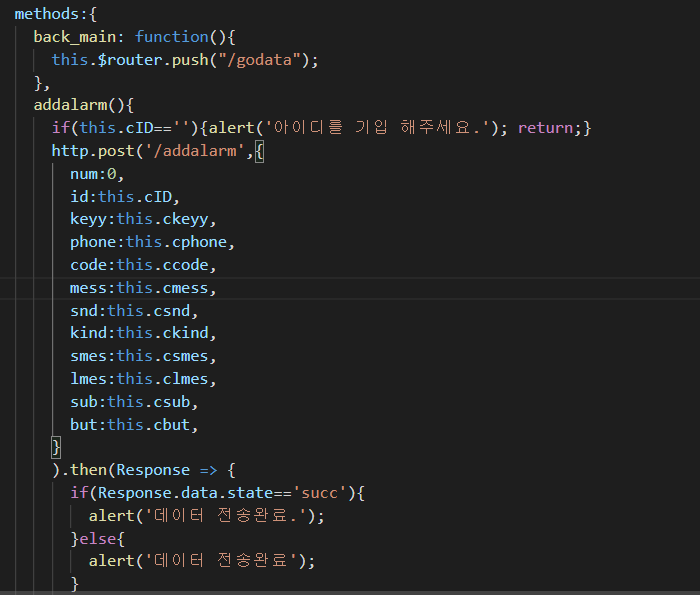 methods:{
back_main: function(){
this.$router.push("/godata");
},
addalarm(){
if(this.cID==''){alert('아이디를 기입 해주세요.'); return;}
http.post('/addalarm',{
num:0,
id:this.cID,
keyy:this.ckeyy,
phone:this.cphone,
code:this.ccode,
mess:this.cmess,
snd:this.csnd,
kind:this.ckind,
smes:this.csmes,
lmes:this.clmes,
sub:this.csub,
but:this.cbut,
}
).then(Response => {
if(Response.data.state=='succ'){
alert('데이터 전송완료.');
}else{
alert('데이터 전송완료');
}